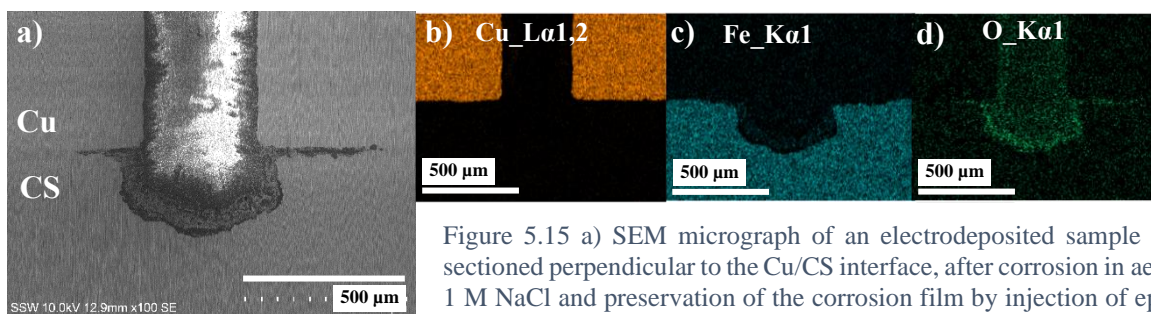 a)
Cu
CS
500 µm
SSW 10.0kV 12.9mm x100 SE
b) Cu_Lα1,2
500 µm
c) Fe_Kα1
500 µm
d) O_Kα1
500 µm
Figure 5.15 a) SEM micrograph of an electrodeposited sample
sectioned perpendicular to the Cu/CS interface, after corrosion in
1 M NaCl and preservation of the corrosion film by injection of